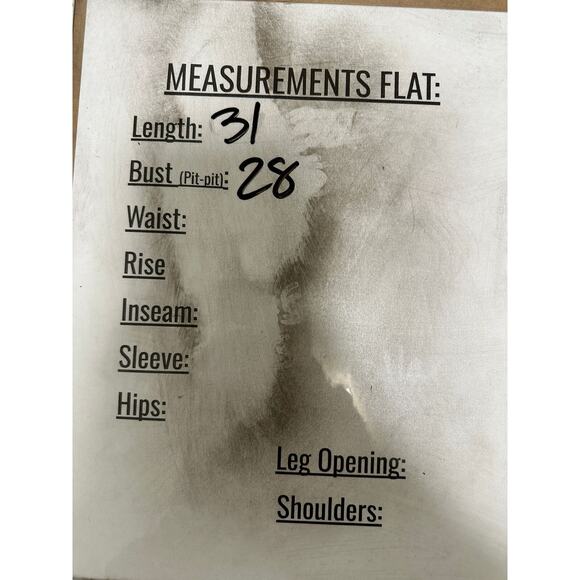 MEASUREMENTS FLAT:
Length: 31
Bust (Pit-pit): 28
Waist:
Rise
Inseam:
Sleeve:
Hips:
Leg Opening:
Shoulders: